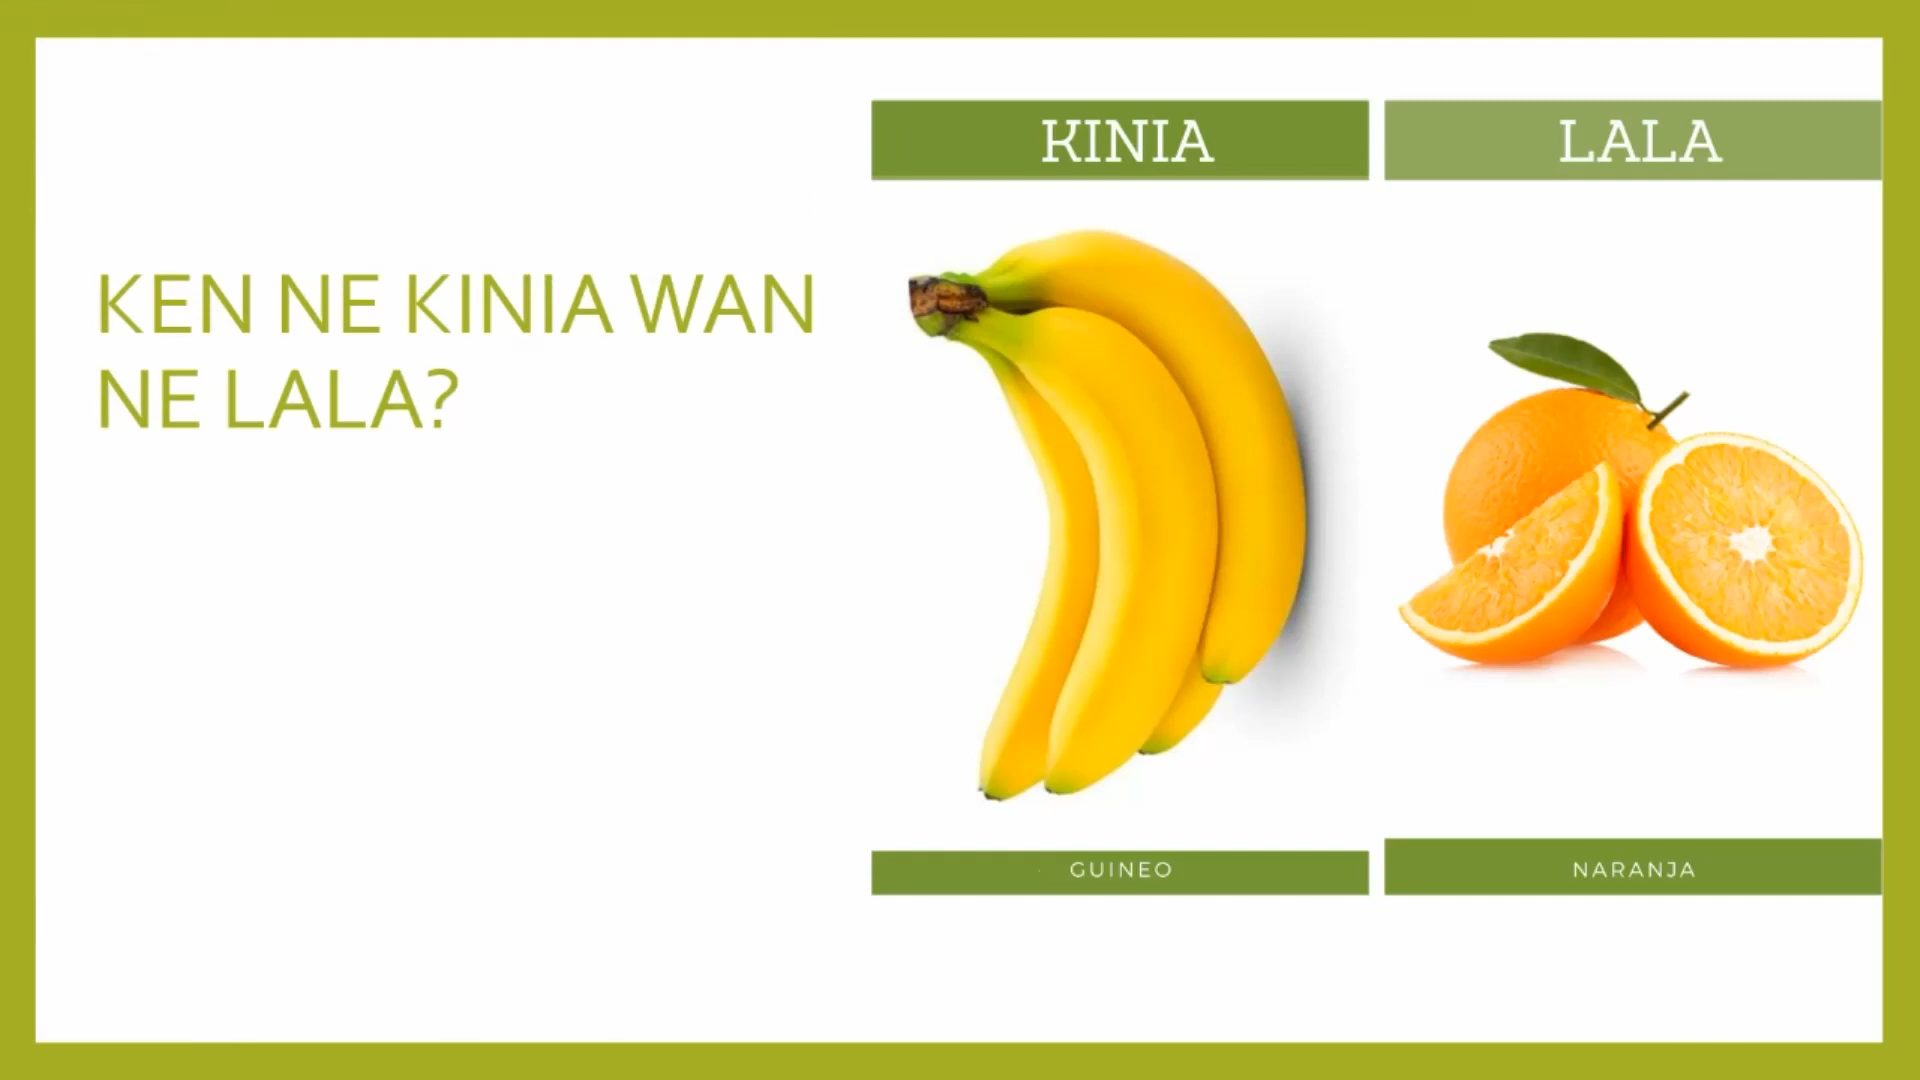 KEN NE KINIA WAN
NE LALA?
KINIA
LALA
GUINEO
NARANJA